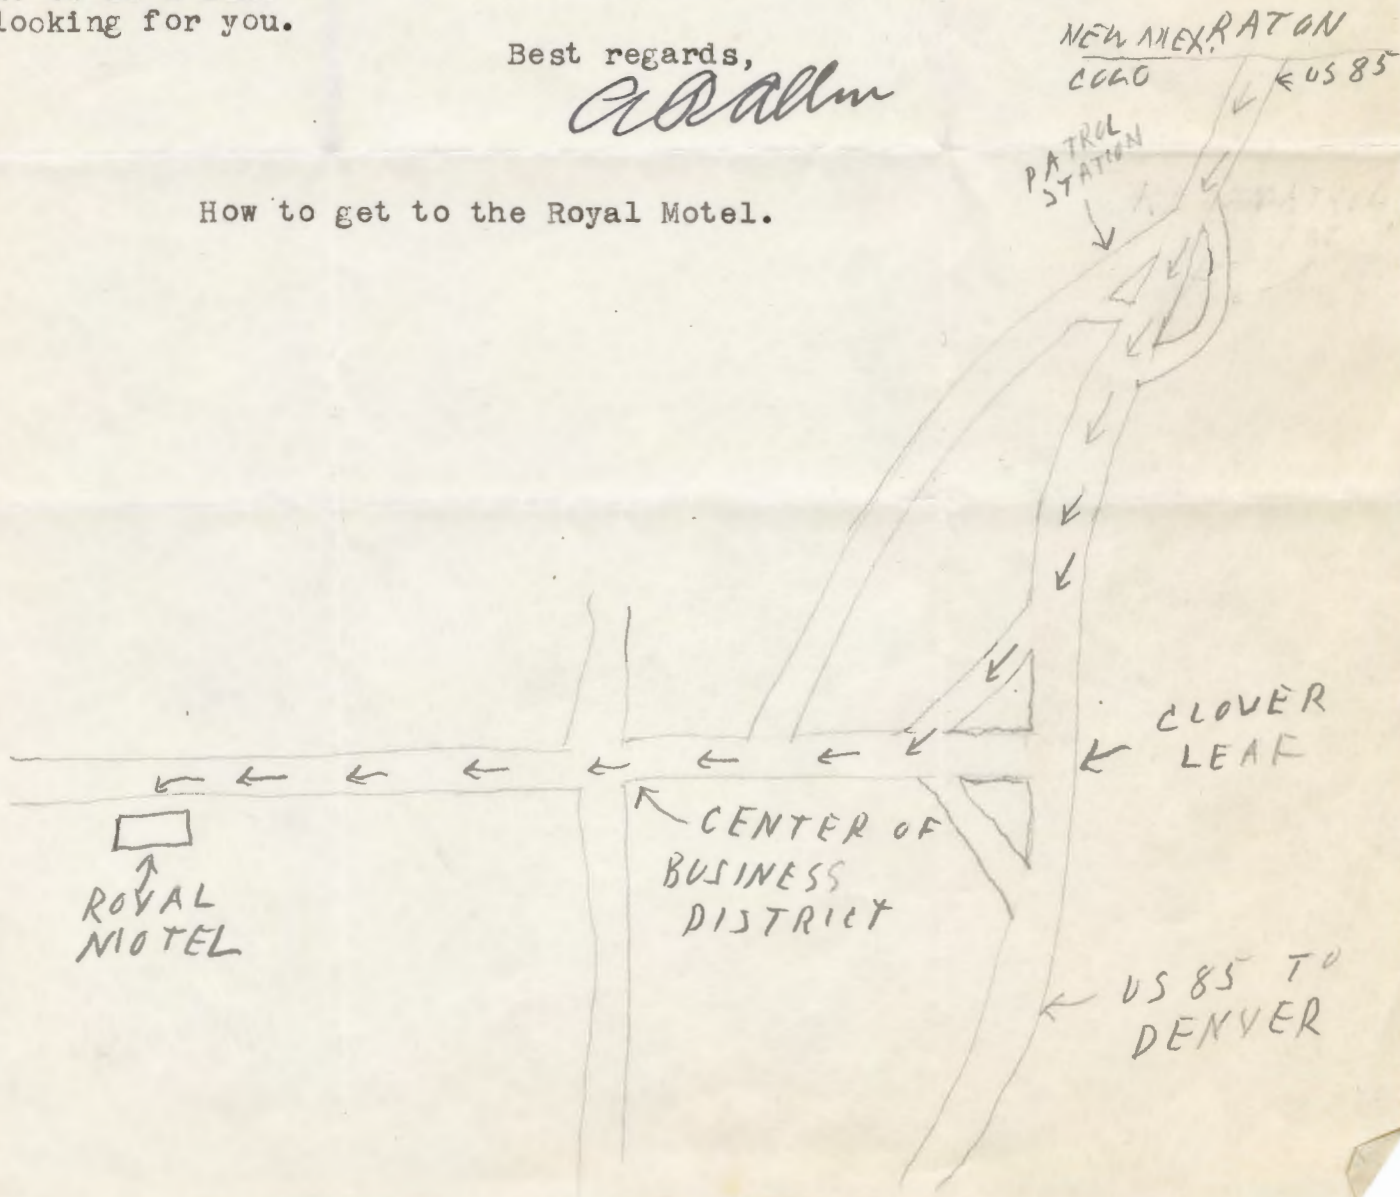 looking for you.
Best regards,
How to get to the Royal Motel.
RATON
NEW MEX.
COLO
US 85
PATROL
STATION
CLOVER
LEAF
CENTER OF
BUSINESS
DISTRICT
ROYAL
MOTEL
US 85 TO
DENVER